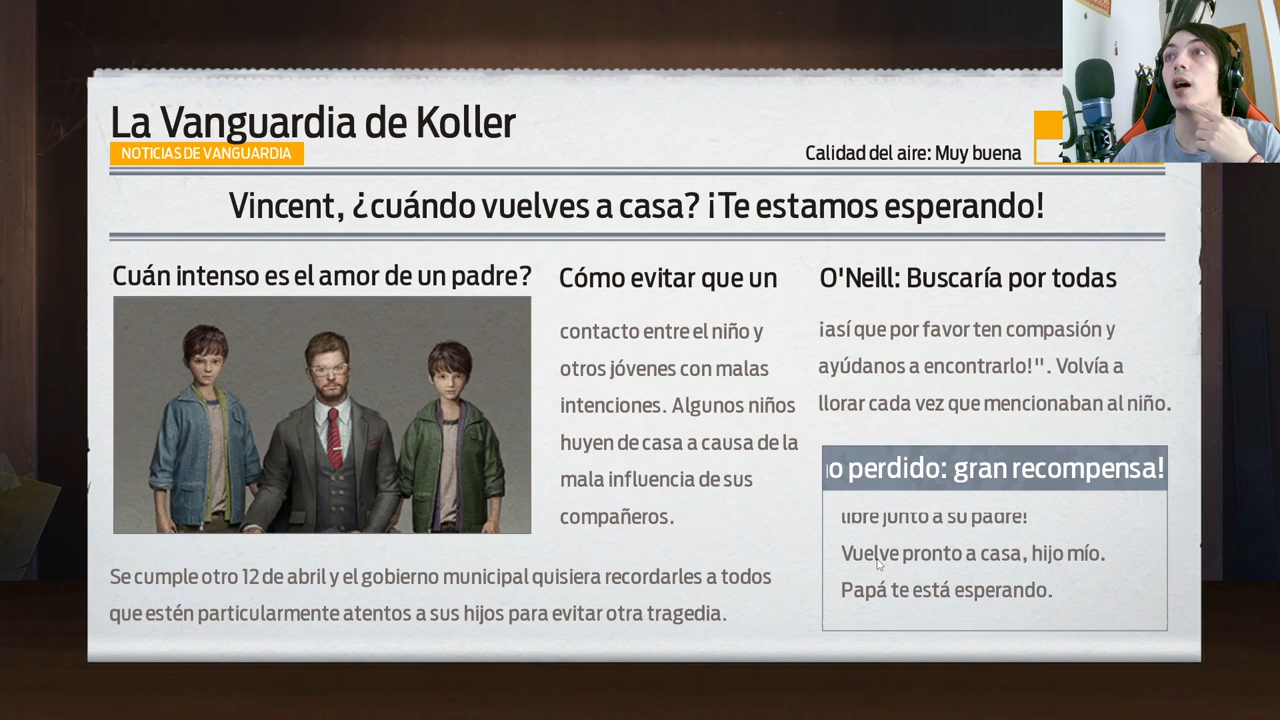 La Vanguardia de Koller
NOTICIAS DE VANGUARDIA
Calidad del aire: Muy buena
Vincent, ¿cuándo vuelves a casa? ¡Te estamos esperando!
Cuán intenso es el amor de un padre?
Se cumple otro 12 de abril y el gobierno municipal quisiera recordarles a todos
que estén particularmente atentos a sus hijos para evitar otra tragedia.
Cómo evitar que un
contacto entre el niño y
otros jóvenes con malas
intenciones. Algunos niños
huyen de casa a causa de la
mala influencia de sus
compañeros.
O'Neill: Buscaría por todas
¡así que por favor ten compasión y
ayúdanos a encontrarlo!". Volvía a
llorar cada vez que mencionaban al niño.
o perdido: gran recompensa!
libre junto a su padre!
Vuelve pronto a casa, hijo mío.
Papá te está esperando.